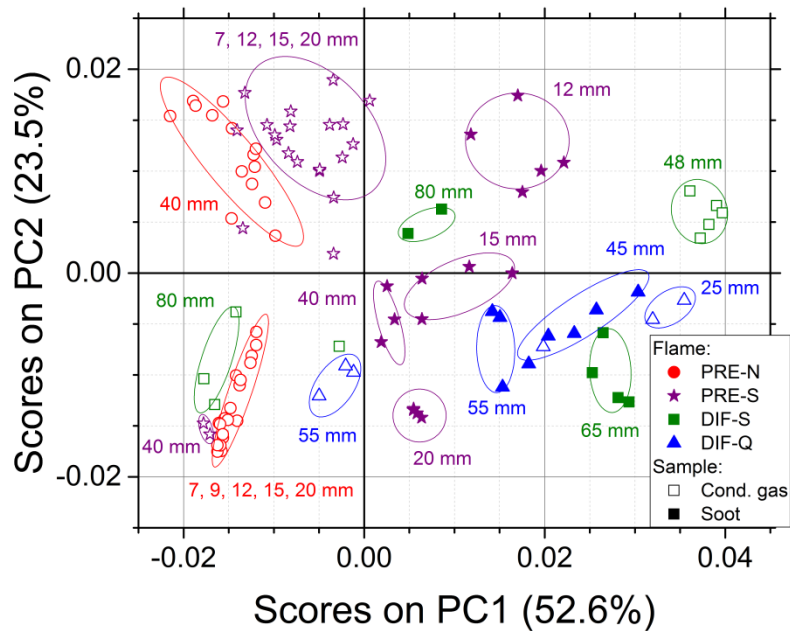 7, 12, 15, 20 mm
0.02
12 mm
48 mm
40 mm
80 mm
45 mm
15 mm
0.00
40 mm
25 mm
80 mm
Flame:
PRE-N
PRE-S
DIF-S
DIF-Q
Sample:
Cond. gas
Soot
55 mm
55 mm
65 mm
40 mm
20 mm
-0.02
7, 9, 12, 15, 20 mm
-0.02
0.00
0.02
0.04
Scores on PC1 (52.6%)
Scores on PC2 (23.5%)